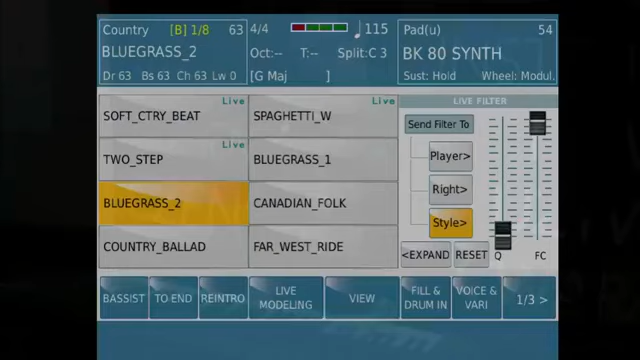 Country [B] 1/8 63
BLUEGRASS_2
Dr 63 Bs 63 Ch 63 Lw 0
4/4 115
Oct:-- T:-- Split:C 3
[G Maj ]
Pad(u) 54
BK 80 SYNTH
Sust: Hold Wheel: Modul.
Live
SOFT_CTRY_BEAT
Live
SPAGHETTI_W
Live
TWO_STEP
BLUEGRASS_1
BLUEGRASS_2
CANADIAN_FOLK
COUNTRY_BALLAD
FAR_WEST_RIDE
LIVE FILTER
Send Filter To
Player>
Right>
Style>
<EXPAND RESET Q FC
BASSIST
TO END
REINTRO
LIVE
MODELING
VIEW
FILL &
DRUM IN
VOICE &
VARI
1/3 >